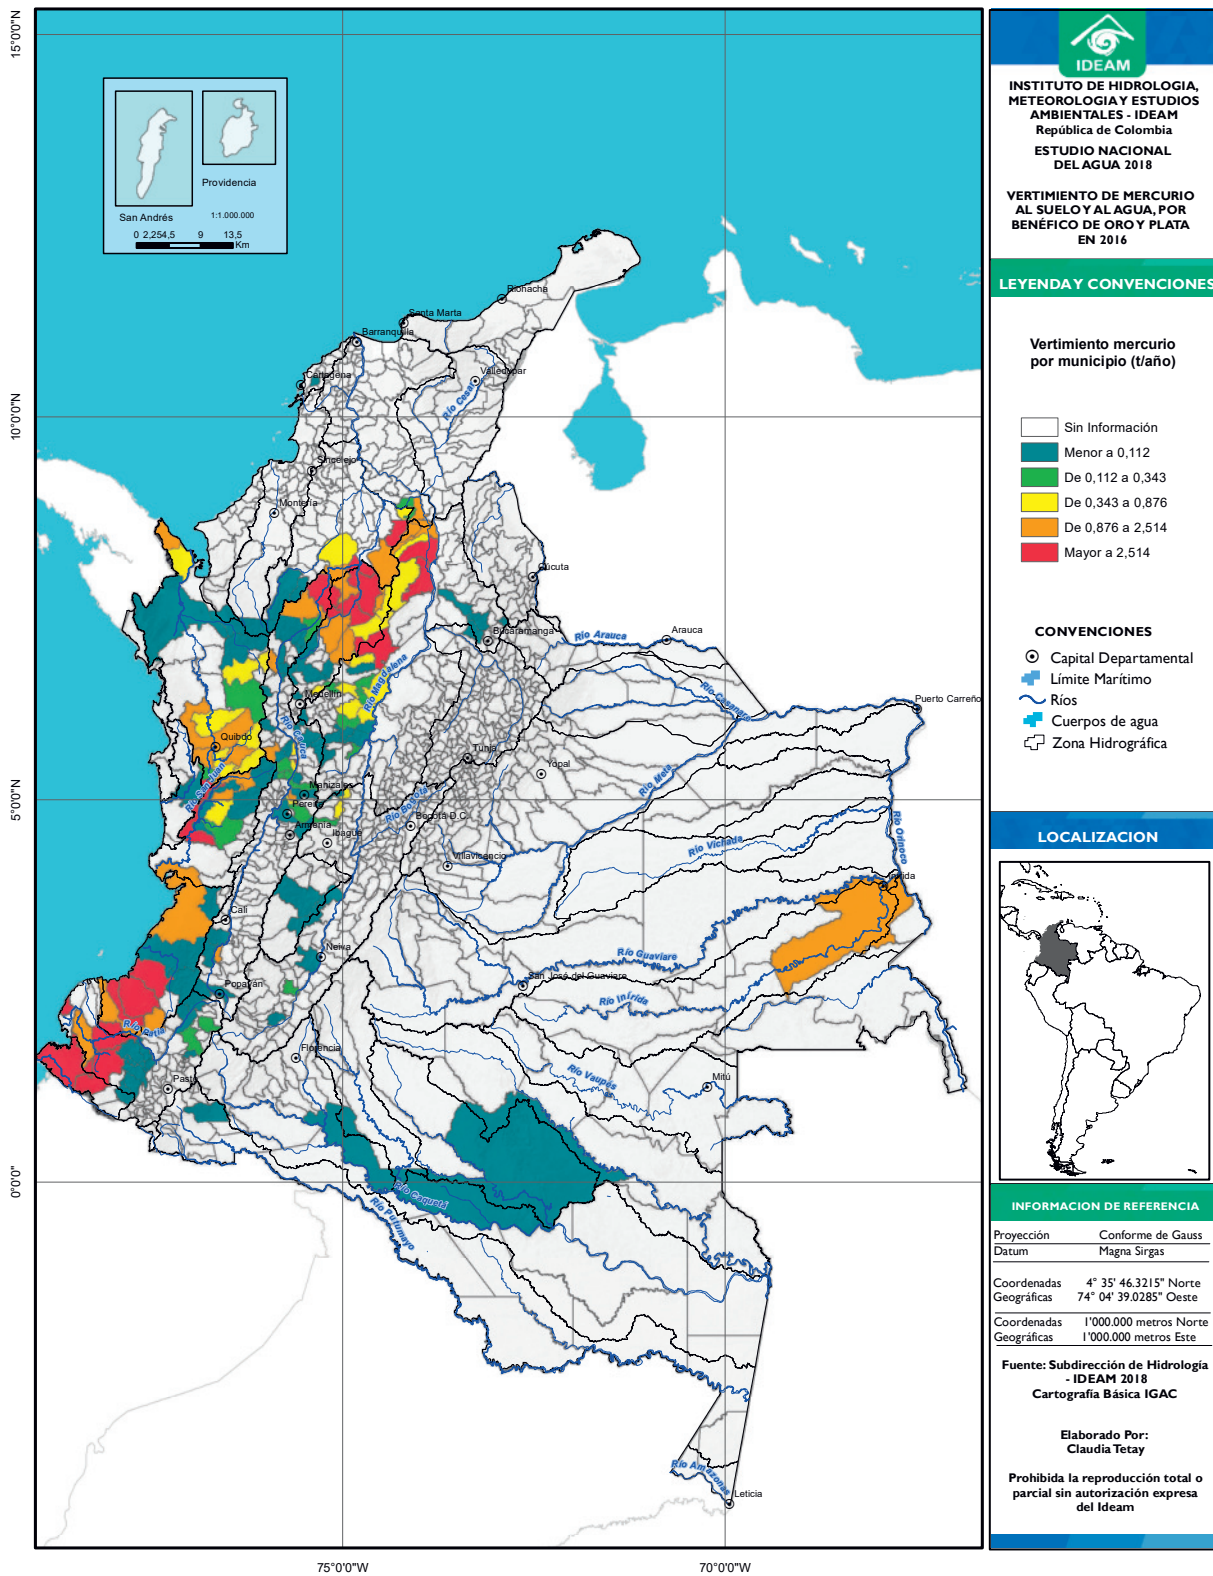 15°0'0"N
10°0'0"N
5°0'0"N
0°0'0"
75°0'0"W
70°0'0"W
San Andrés
Providencia
1:1.000.000
0 2,254,5 9 13,5
Km
Riohacha
Santa Marta
Barranquilla
Cartagena
Valledupar
Río Cesar
Sincelejo
Montería
Cúcuta
Bucaramanga
Río Arauca
Arauca
Río Magdalena
Medellín
Río Casanare
Puerto Carreño
Río Cauca
Quibdó
Tunja
Yopal
Río Meta
Río San Juan
Manizales
Pereira
Armenia
Ibagué
Río Bogotá
Bogotá D.C.
Río Vichada
Río Orinoco
Villavicencio
Inírida
Cali
Neiva
Río Guaviare
San José del Guaviare
Popayán
Río Inírida
Río Patía
Florencia
Río Vaupés
Mitú
Pasto
Río Caquetá
Río Putumayo
Río Amazonas
Leticia
IDEAM
INSTITUTO DE HIDROLOGIA,
METEOROLOGIA Y ESTUDIOS
AMBIENTALES - IDEAM
República de Colombia
ESTUDIO NACIONAL
DEL AGUA 2018
VERTIMIENTO DE MERCURIO
AL SUELO Y AL AGUA, POR
BENÉFICO DE ORO Y PLATA
EN 2016
LEYENDA Y CONVENCIONES
Vertimiento mercurio
por municipio (t/año)
Sin Información
Menor a 0,112
De 0,112 a 0,343
De 0,343 a 0,876
De 0,876 a 2,514
Mayor a 2,514
CONVENCIONES
Capital Departamental
Límite Marítimo
Ríos
Cuerpos de agua
Zona Hidrográfica
LOCALIZACION
INFORMACION DE REFERENCIA
Proyección Conforme de Gauss
Datum Magna Sirgas
Coordenadas 4° 35' 46.3215" Norte
Geográficas 74° 04' 39.0285" Oeste
Coordenadas 1'000.000 metros Norte
Geográficas 1'000.000 metros Este
Fuente: Subdirección de Hidrología
- IDEAM 2018
Cartografía Básica IGAC
Elaborado Por:
Claudia Tetay
Prohibida la reproducción total o
parcial sin autorización expresa
del Ideam